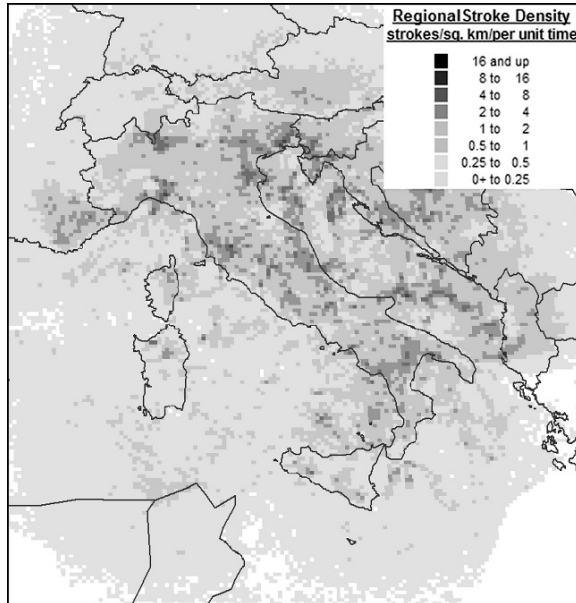 Regional Stroke Density
strokes/sq. km/per unit time
16 and up
8 to 16
4 to 8
2 to 4
1 to 2
0.5 to 1
0.25 to 0.5
0+ to 0.25